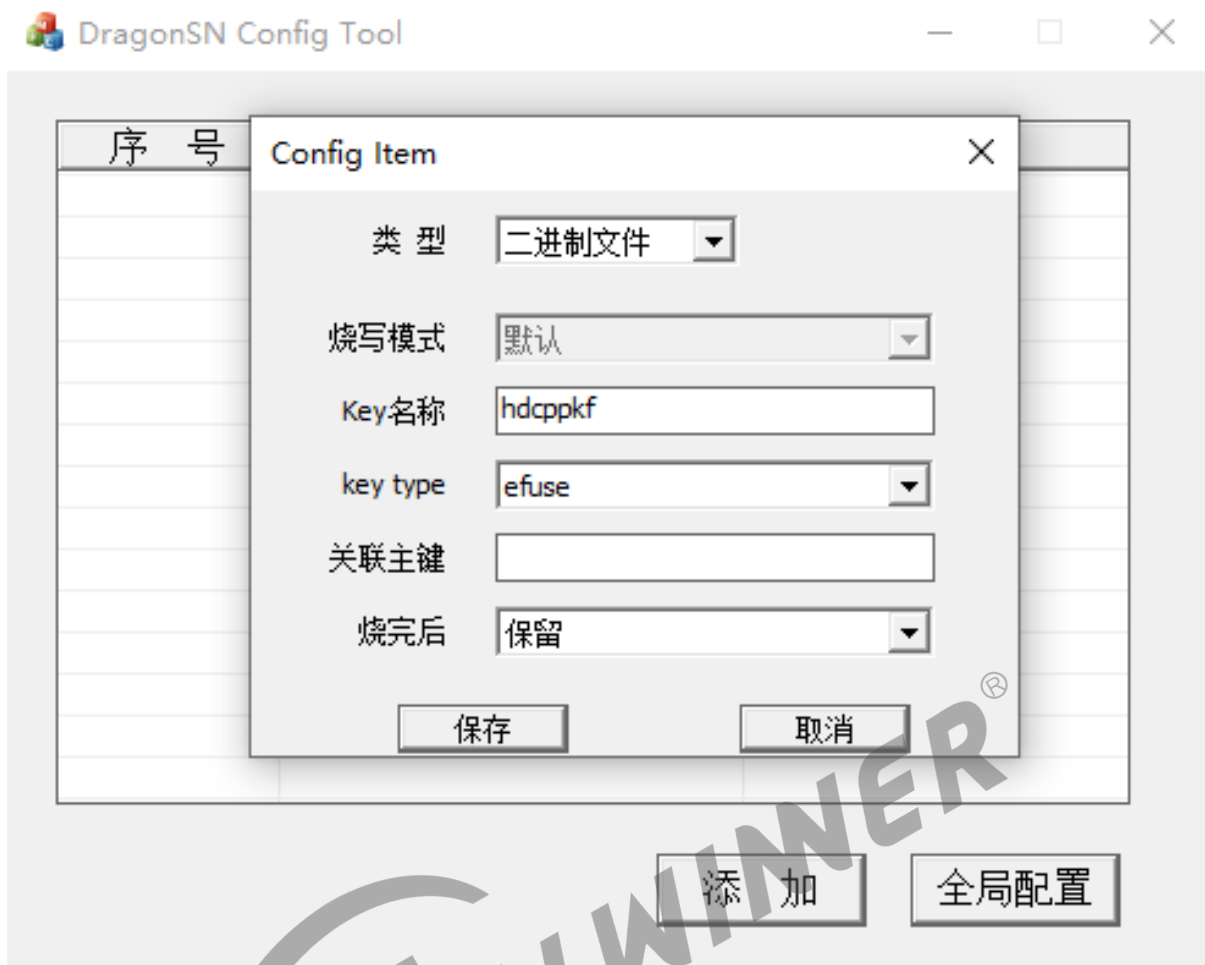 DragonSN Config Tool
序 号
Config Item
类 型
二进制文件
烧写模式
默认
Key名称
hdcppkf
key type
efuse
关联主键
烧完后
保留
保存
取消
添 加
全局配置
WINNER®